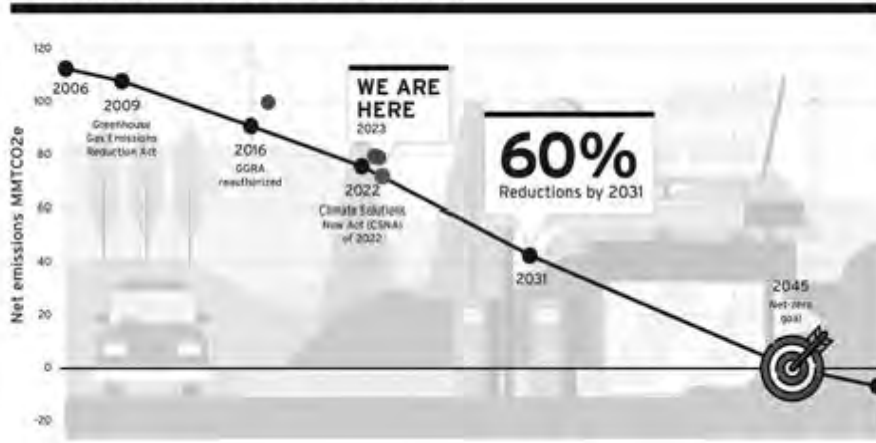 Net emissions MMTCO2e
120
100
80
60
40
20
0
-20
2006
2009
Greenhouse
Gas Emissions
Reduction Act
2016
GGRA
reauthorized
WE ARE
HERE
2023
2022
Climate Solutions
Now Act (CSNA)
of 2022
60%
Reductions by 2031
2031
2045
Net-zero
goal